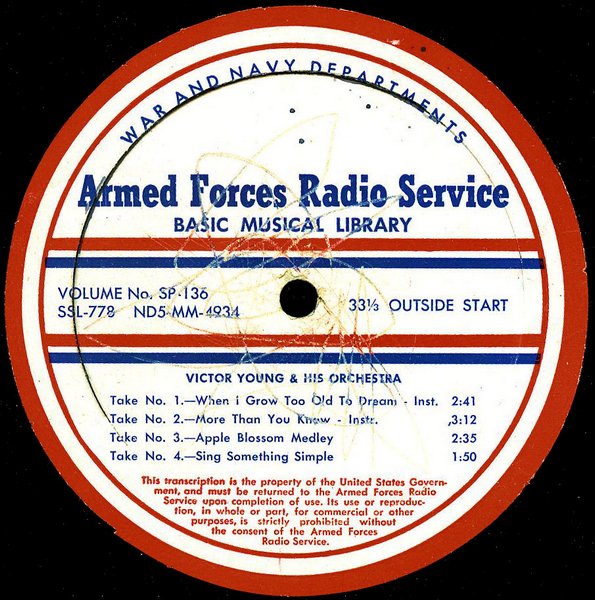 WAR AND NAVY DEPARTMENTS
Armed Forces Radio Service
BASIC MUSICAL LIBRARY
VOLUME No. SP-136
SSL-778 ND5-MM-4934
33⅓ OUTSIDE START
VICTOR YOUNG & HIS ORCHESTRA
Take No. 1.—When I Grow Too Old To Dream - Inst. 2:41
Take No. 2.—More Than You Know - Instr. 3:12
Take No. 3.—Apple Blossom Medley 2:35
Take No. 4.—Sing Something Simple 1:50
This transcription is the property of the United States Govern-
ment, and must be returned to the Armed Forces Radio
Service upon completion of use. Its use or reproduc-
tion, in whole or part, for commercial or other
purposes, is strictly prohibited without
the consent of the Armed Forces
Radio Service.